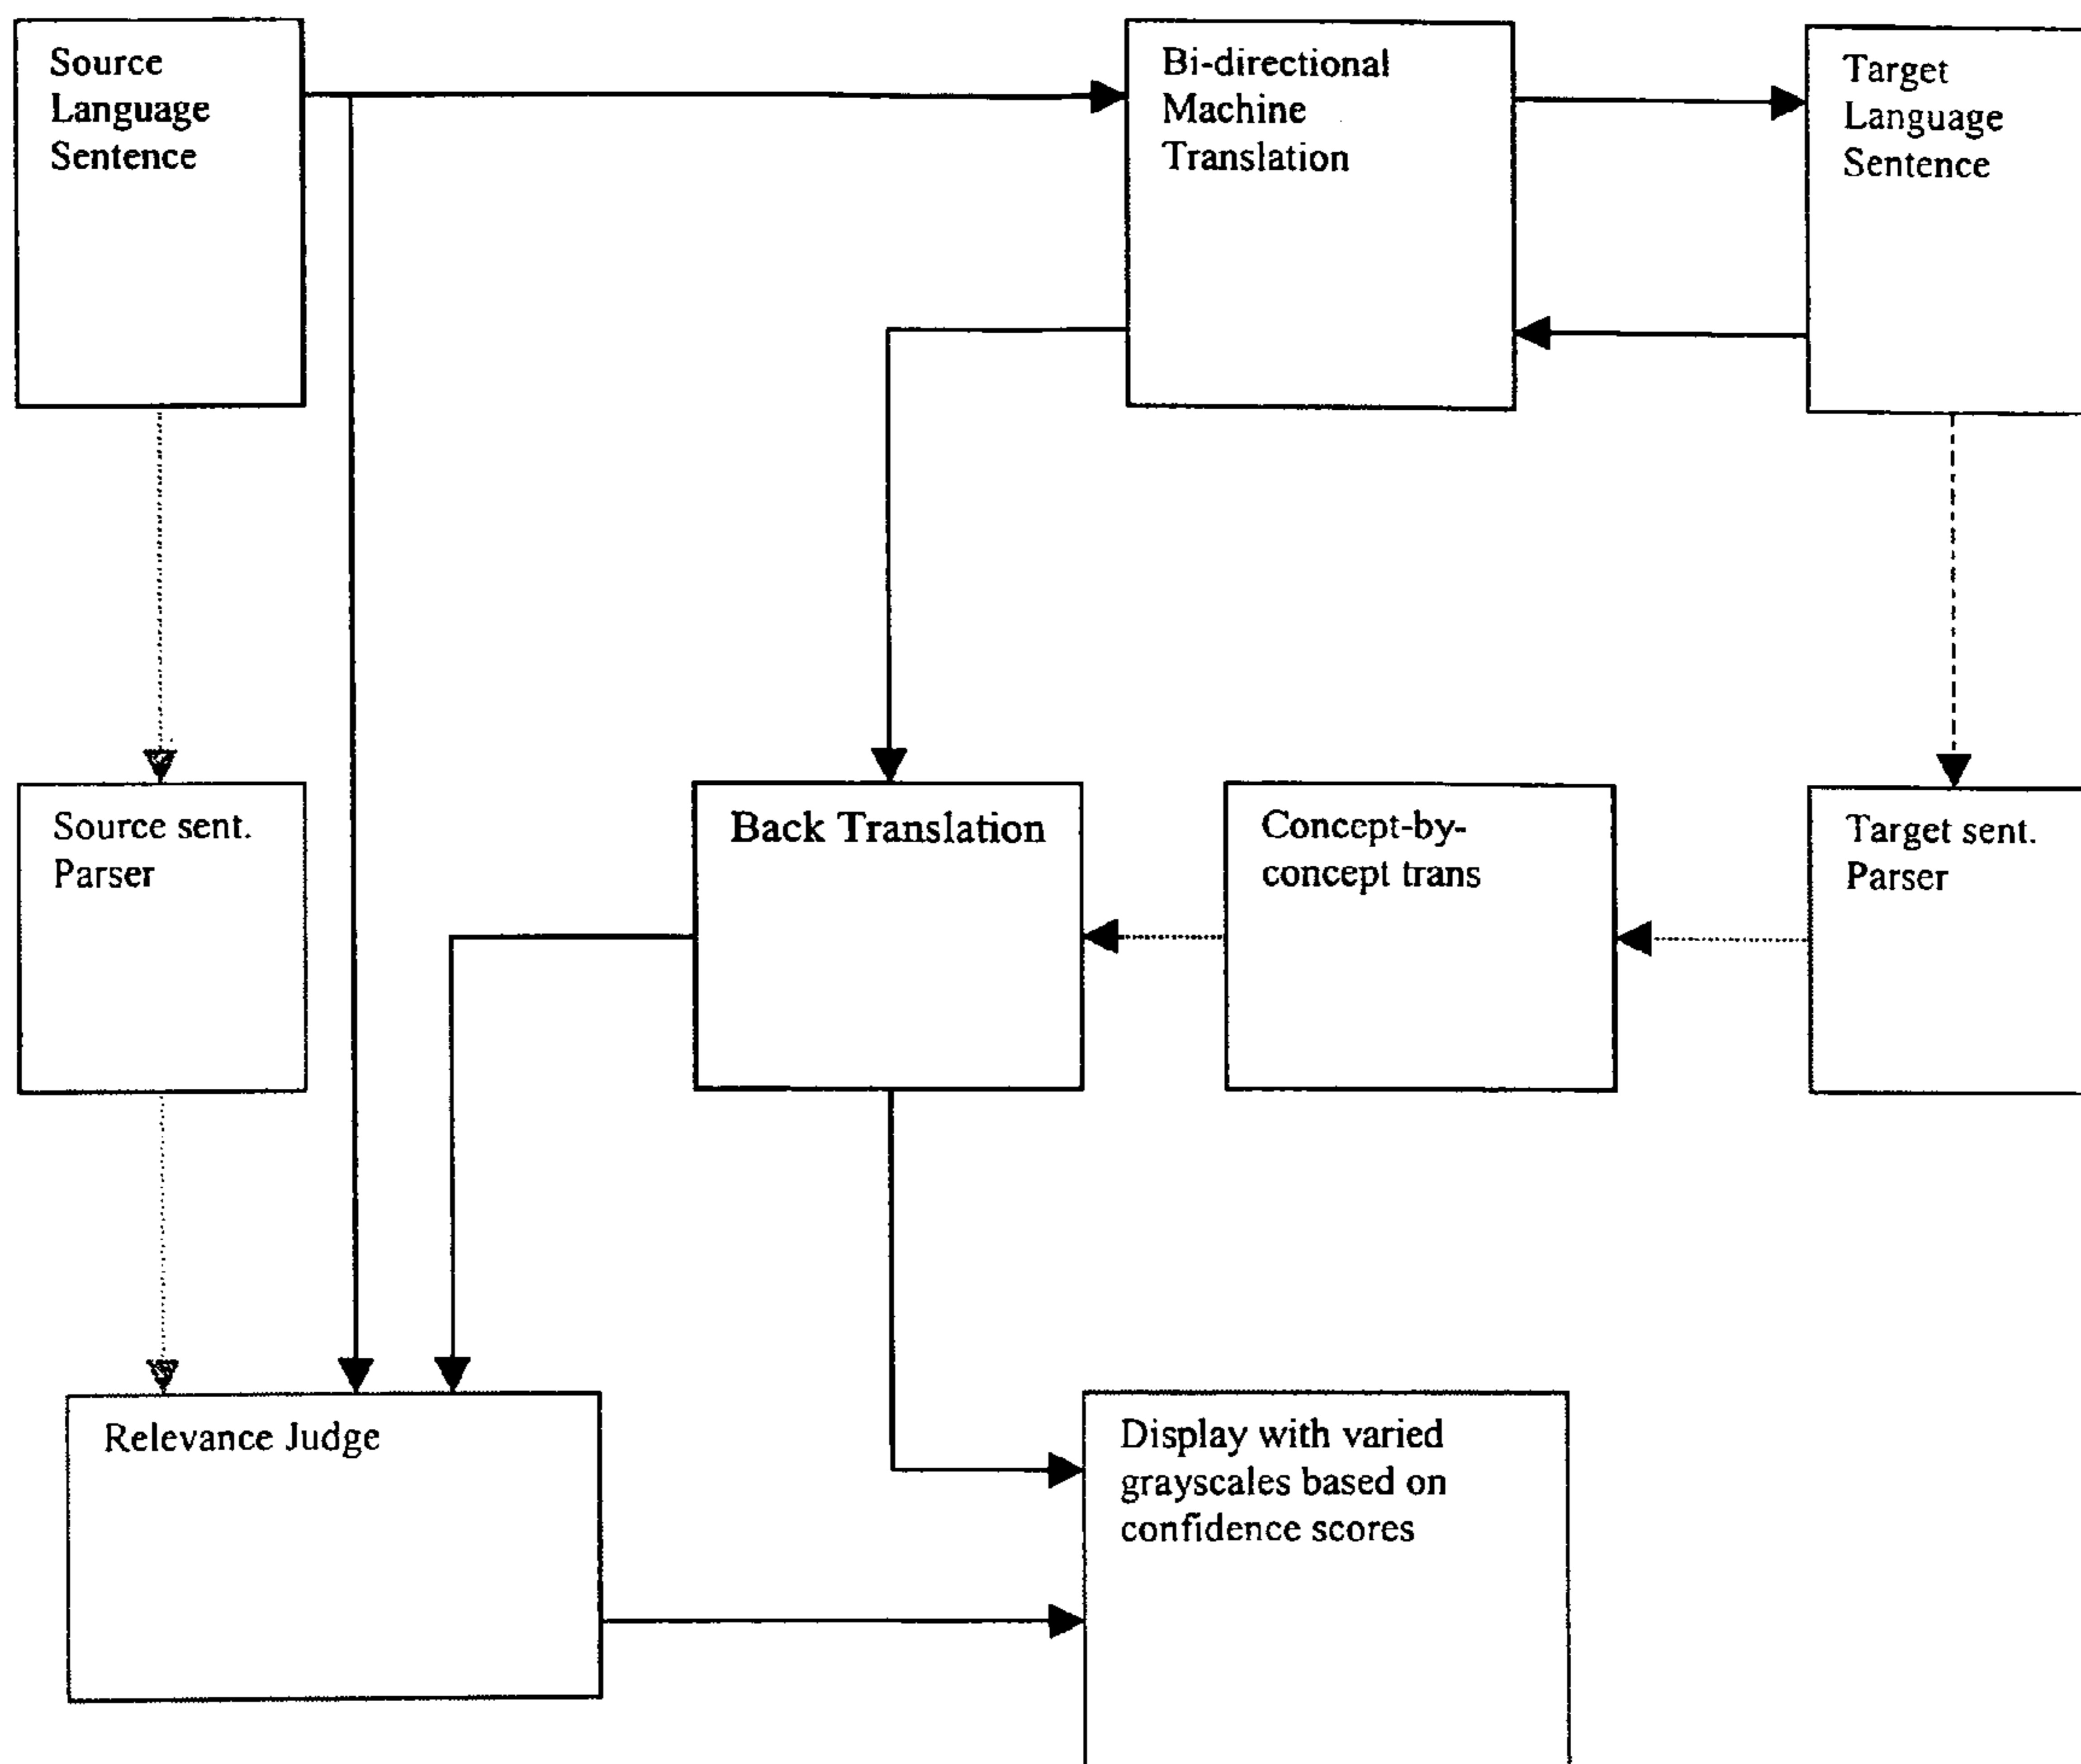 Source
Language
Sentence
Bi-directional
Machine
Translation
Target
Language
Sentence
Source sent.
Parser
Back Translation
Concept-by-
concept trans
Target sent.
Parser
Relevance Judge
Display with varied
grayscales based on
confidence scores